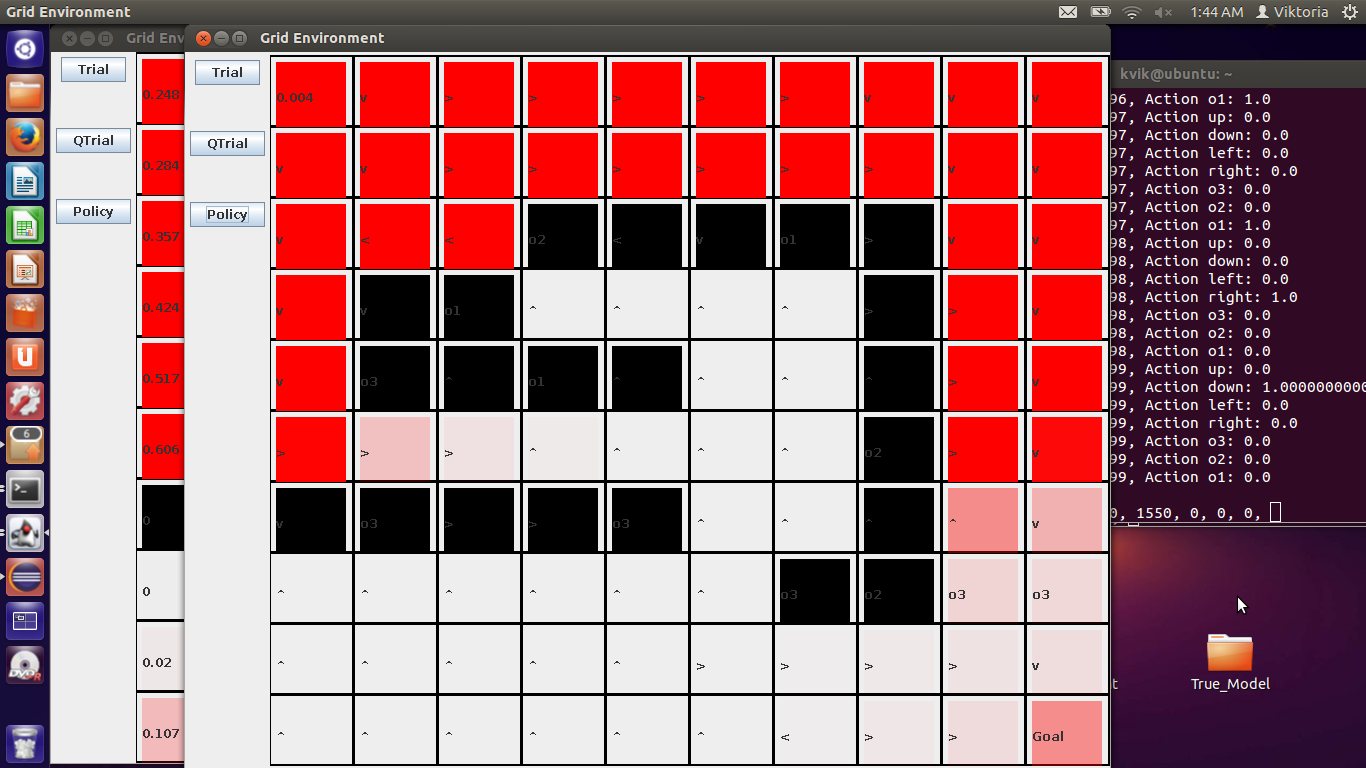 Grid Environment
1:44 AM Viktoria
Grid Env
Grid Environment
kvik@ubuntu: ~
Trial
QTrial
Policy
0.248
0.284
0.357
0.424
0.517
0.606
0
0
0.02
0.107
Trial
QTrial
Policy
0.004 v > > > > > v v v
v v > > > > > > v v
v < < o2 < v o1 > v v
v v o1 ^ ^ ^ ^ > > v
v o3 ^ o1 ^ ^ ^ ^ > v
> > > ^ ^ ^ ^ o2 > v
v o3 > > o3 ^ ^ ^ ^ v
^ ^ ^ ^ ^ ^ o3 o2 o3 o3
^ ^ ^ ^ ^ > > > > v
^ ^ ^ ^ ^ ^ < > > Goal
96, Action o1: 1.0
97, Action up: 0.0
97, Action down: 0.0
97, Action left: 0.0
97, Action right: 0.0
97, Action o3: 0.0
97, Action o2: 0.0
97, Action o1: 1.0
98, Action up: 0.0
98, Action down: 0.0
98, Action left: 0.0
98, Action right: 1.0
98, Action o3: 0.0
98, Action o2: 0.0
98, Action o1: 0.0
99, Action up: 0.0
99, Action down: 1.0000000000
99, Action left: 0.0
99, Action right: 0.0
99, Action o3: 0.0
99, Action o2: 0.0
99, Action o1: 0.0
0, 1550, 0, 0, 0,
True_Model
t
6
U
DVD R